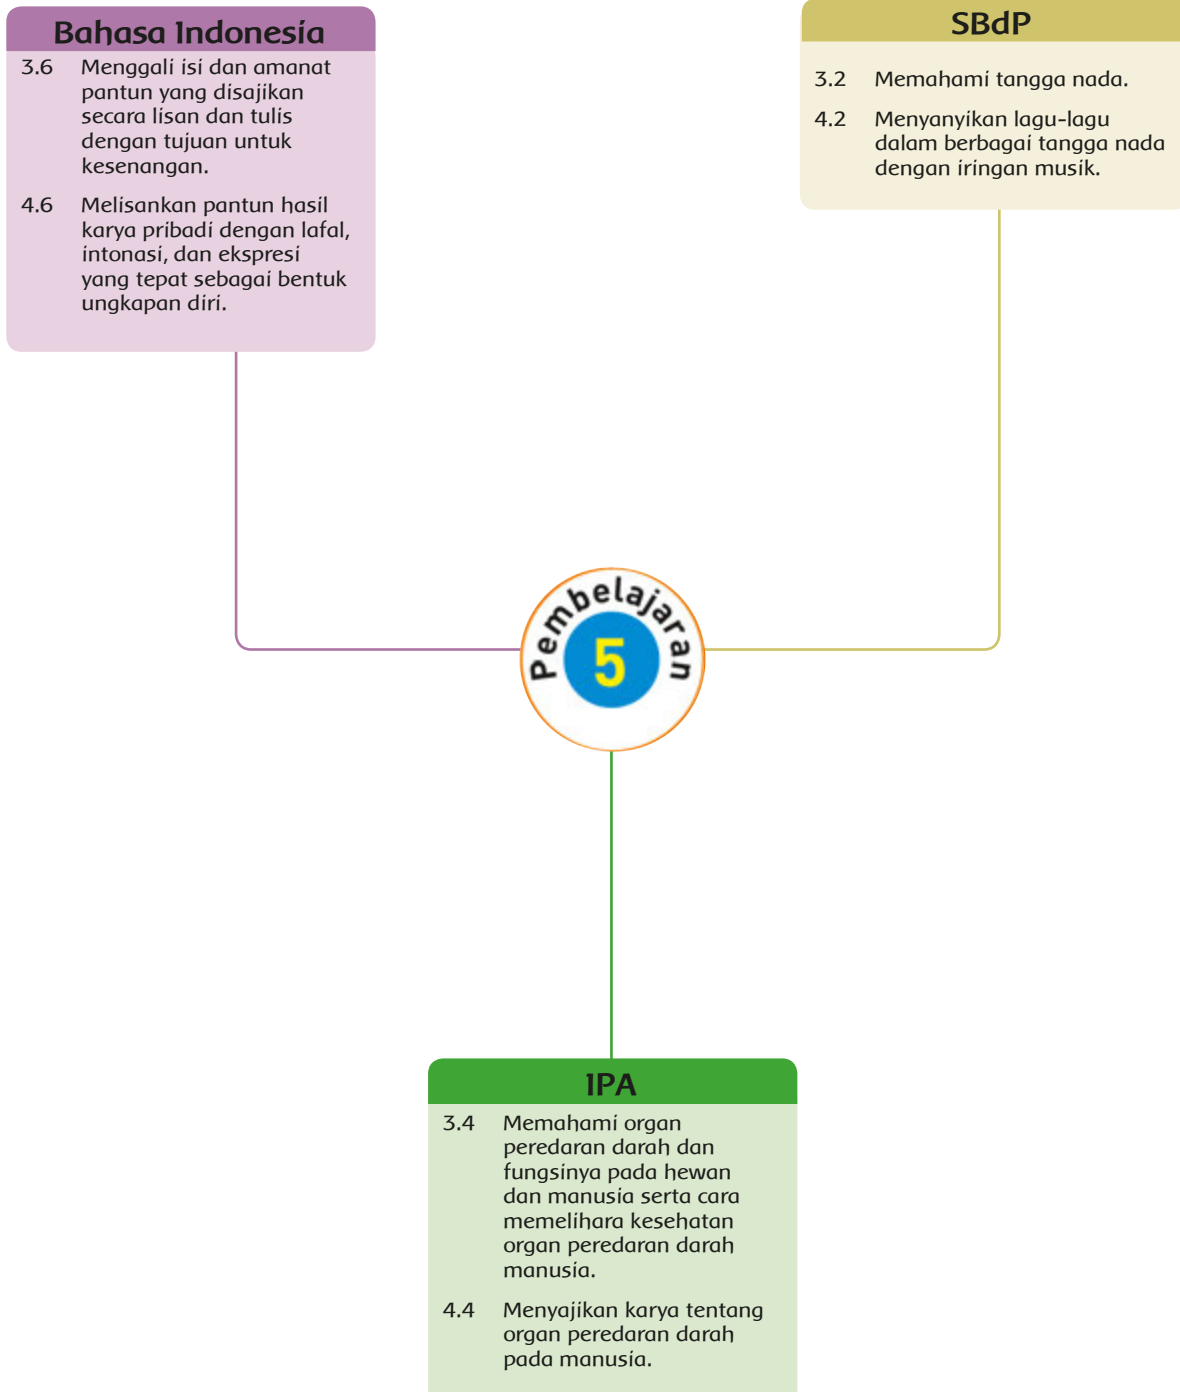 Bahasa Indonesia
3.6 Menggali isi dan amanat
pantun yang disajikan
secara lisan dan tulis
dengan tujuan untuk
kesenangan.
4.6 Melisankan pantun hasil
karya pribadi dengan lafal,
intonasi, dan ekspresi
yang tepat sebagai bentuk
ungkapan diri.
SBdP
3.2 Memahami tangga nada.
4.2 Menyanyikan lagu-lagu
dalam berbagai tangga nada
dengan iringan musik.
Pembelajaran
5
IPA
3.4 Memahami organ
peredaran darah dan
fungsinya pada hewan
dan manusia serta cara
memelihara kesehatan
organ peredaran darah
manusia.
4.4 Menyajikan karya tentang
organ peredaran darah
pada manusia.